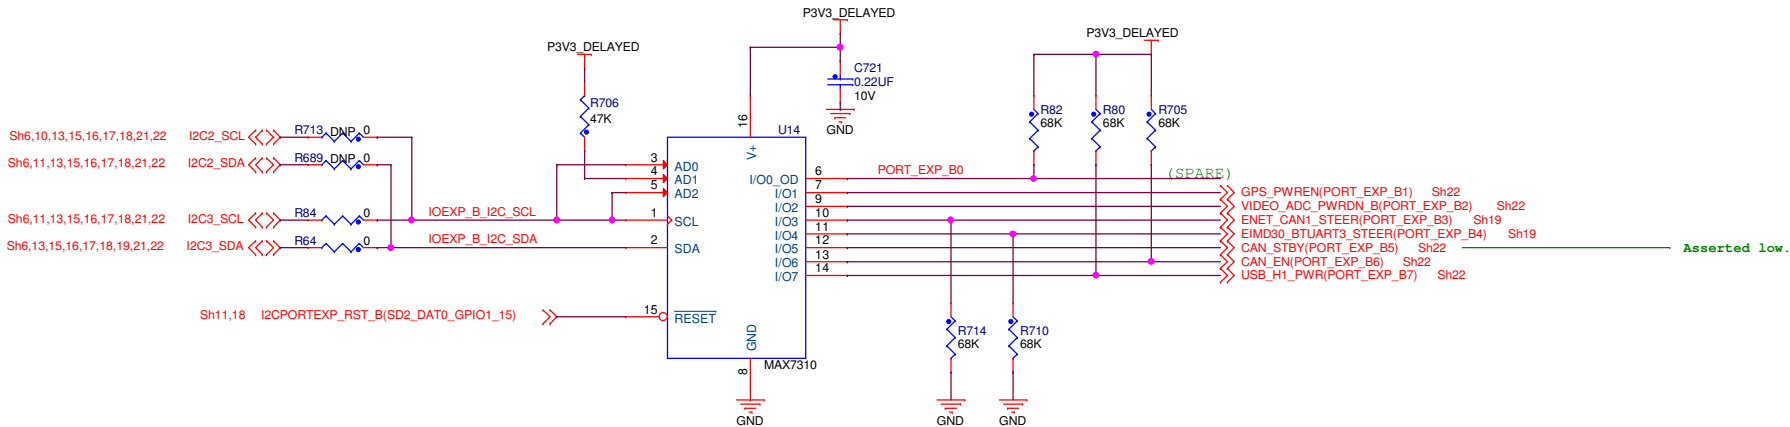 P3V3_DELAYED
P3V3_DELAYED
P3V3_DELAYED
C721
0.22UF
10V
GND
R706
47K
R82
68K
R80
68K
R705
68K
Sh6,10,13,15,16,17,18,21,22 I2C2_SCL R713 DNP 0
Sh6,11,13,15,16,17,18,21,22 I2C2_SDA R689 DNP 0
Sh6,11,13,15,16,17,18,21,22 I2C3_SCL R84 0 IOEXP_B_I2C_SCL
Sh6,13,15,16,17,18,19,21,22 I2C3_SDA R64 0 IOEXP_B_I2C_SDA
Sh11,18 I2CPORTEXP_RST_B(SD2_DAT0_GPIO1_15)
U14
16 V+
3 AD0
4 AD1
5 AD2
1 SCL
2 SDA
15 RESET
8 GND
MAX7310
GND
I/O0_OD 6 PORT_EXP_B0 (SPARE)
I/O1 7 GPS_PWREN(PORT_EXP_B1) Sh22
I/O2 9 VIDEO_ADC_PWRDN_B(PORT_EXP_B2) Sh22
I/O3 10 ENET_CAN1_STEER(PORT_EXP_B3) Sh19
I/O4 11 EIMD30_BTUART3_STEER(PORT_EXP_B4) Sh19
I/O5 12 CAN_STBY(PORT_EXP_B5) Sh22 Asserted low.
I/O6 13 CAN_EN(PORT_EXP_B6) Sh22
I/O7 14 USB_H1_PWR(PORT_EXP_B7) Sh22
R714
68K
R710
68K
GND
GND